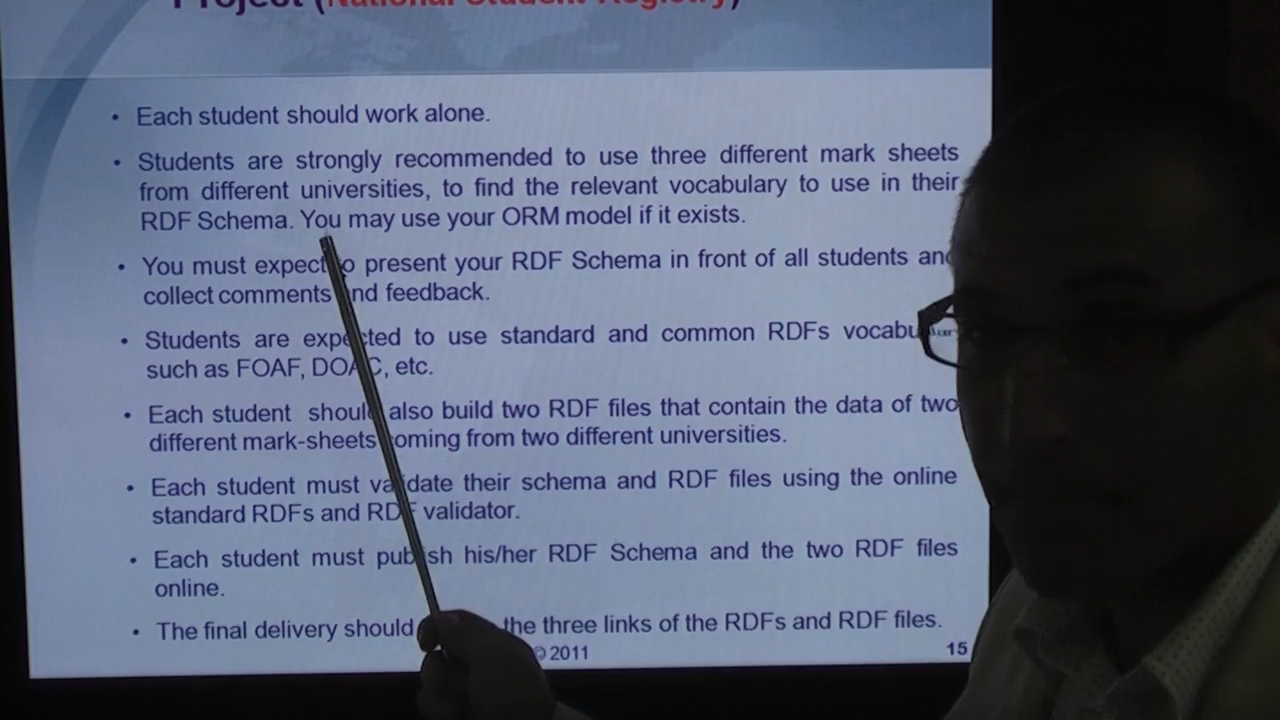 Project (National Student Registry)
• Each student should work alone.
• Students are strongly recommended to use three different mark sheets
from different universities, to find the relevant vocabulary to use in their
RDF Schema. You may use your ORM model if it exists.
• You must expect to present your RDF Schema in front of all students and
collect comments and feedback.
• Students are expected to use standard and common RDFs
such as FOAF, DOAC, etc.
• Each student should also build two RDF files that contain the data of two
different mark-sheets coming from two different universities.
• Each student must validate their schema and RDF files using the online
standard RDFs and RDF validator.
• Each student must publish his/her RDF Schema and the two RDF files
online.
• The final delivery should the three links of the RDFs and RDF files.
© 2011
15